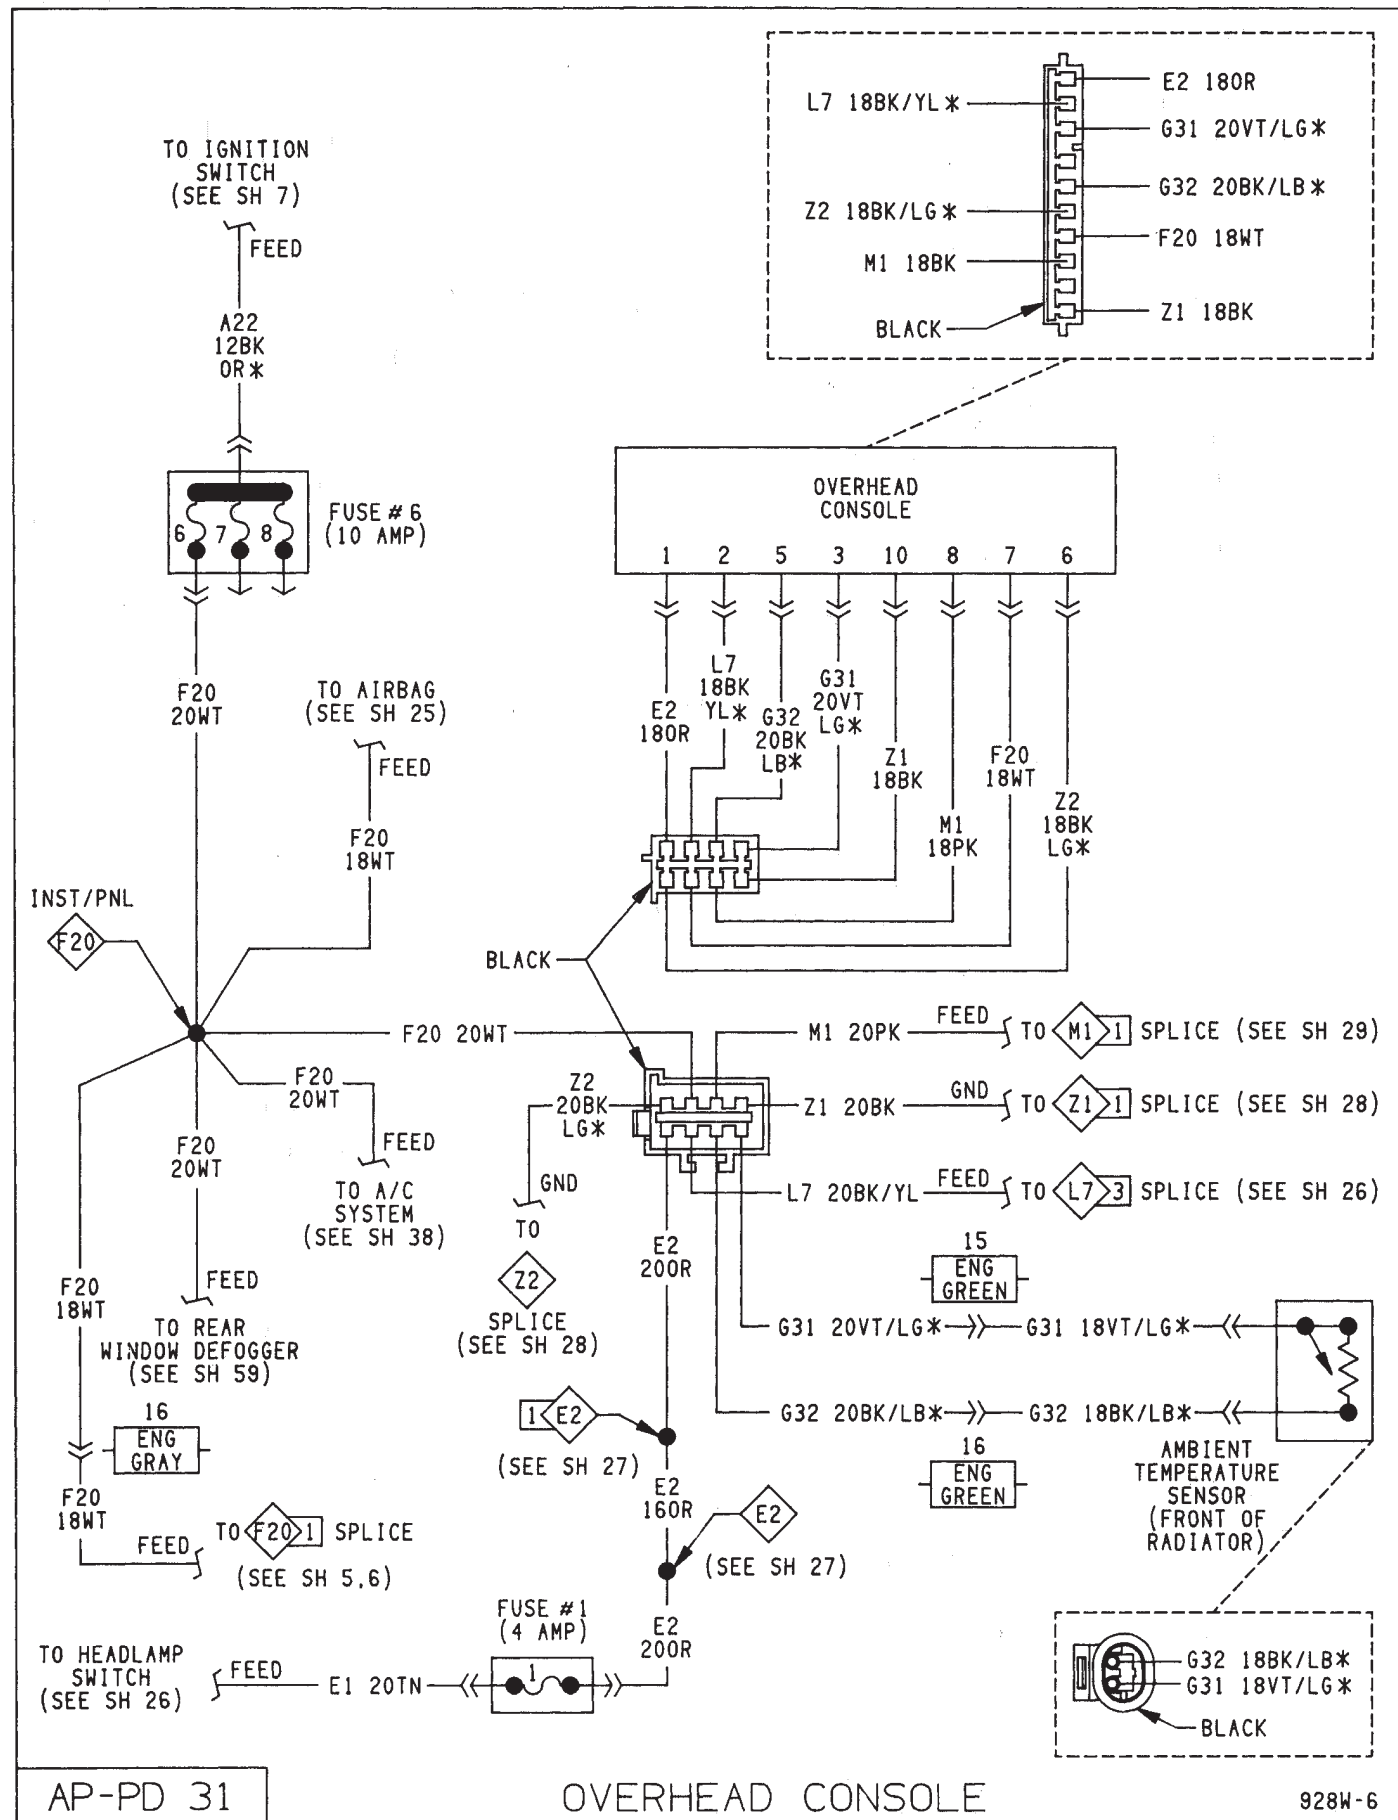 E2 18OR
L7 18BK/YL*
G31 20VT/LG*
G32 20BK/LB*
Z2 18BK/LG*
F20 18WT
M1 18BK
Z1 18BK
BLACK
TO IGNITION
SWITCH
(SEE SH 7)
FEED
A22
12BK
OR*
6 7 8
FUSE #6
(10 AMP)
OVERHEAD
CONSOLE
1 2 5 3 10 8 7 6
F20
20WT
TO AIRBAG
(SEE SH 25)
FEED
F20
18WT
E2
18OR
L7
18BK
YL*
G32
20BK
LB*
G31
20VT
LG*
Z1
18BK
M1
18PK
F20
18WT
Z2
18BK
LG*
INST/PNL
F20
BLACK
F20 20WT
M1 20PK
FEED
TO M1 1 SPLICE (SEE SH 29)
F20
20WT
FEED
TO A/C
SYSTEM
(SEE SH 38)
F20
20WT
FEED
TO REAR
WINDOW DEFOGGER
(SEE SH 59)
Z2
20BK
LG*
GND
TO
Z2
SPLICE
(SEE SH 28)
Z1 20BK
GND
TO Z1 1 SPLICE (SEE SH 28)
L7 20BK/YL
FEED
TO L7 3 SPLICE (SEE SH 26)
E2
20OR
15
ENG
GREEN
G31 20VT/LG*
G31 18VT/LG*
G32 20BK/LB*
G32 18BK/LB*
16
ENG
GREEN
AMBIENT
TEMPERATURE
SENSOR
(FRONT OF
RADIATOR)
F20
18WT
16
ENG
GRAY
F20
18WT
FEED
TO F20 1 SPLICE
(SEE SH 5,6)
1 E2
(SEE SH 27)
E2
16OR
E2
(SEE SH 27)
E2
20OR
FUSE #1
(4 AMP)
1
TO HEADLAMP
SWITCH
(SEE SH 26)
FEED
E1 20TN
G32 18BK/LB*
G31 18VT/LG*
BLACK
AP-PD 31
OVERHEAD CONSOLE
928W-6